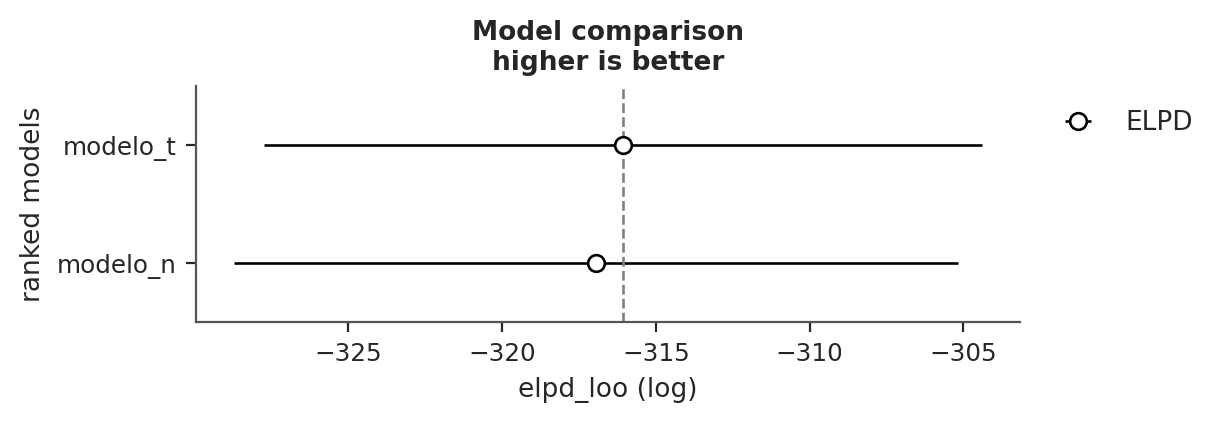 Model comparison
higher is better
ranked models
modelo_t
modelo_n
ELPD
−325
−320
−315
−310
−305
elpd_loo (log)